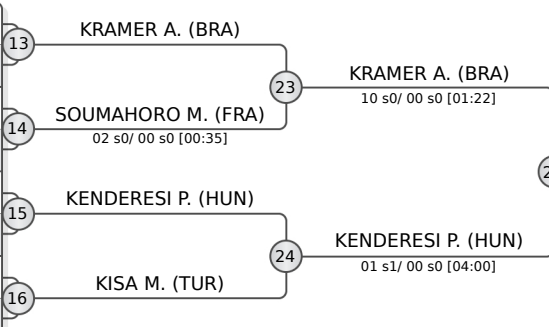 KRAMER A. (BRA)
13
23
KRAMER A. (BRA)
10 s0/ 00 s0 [01:22]
SOUMAHORO M. (FRA)
14
02 s0/ 00 s0 [00:35]
KENDERESI P. (HUN)
15
24
KENDERESI P. (HUN)
01 s1/ 00 s0 [04:00]
KISA M. (TUR)
16